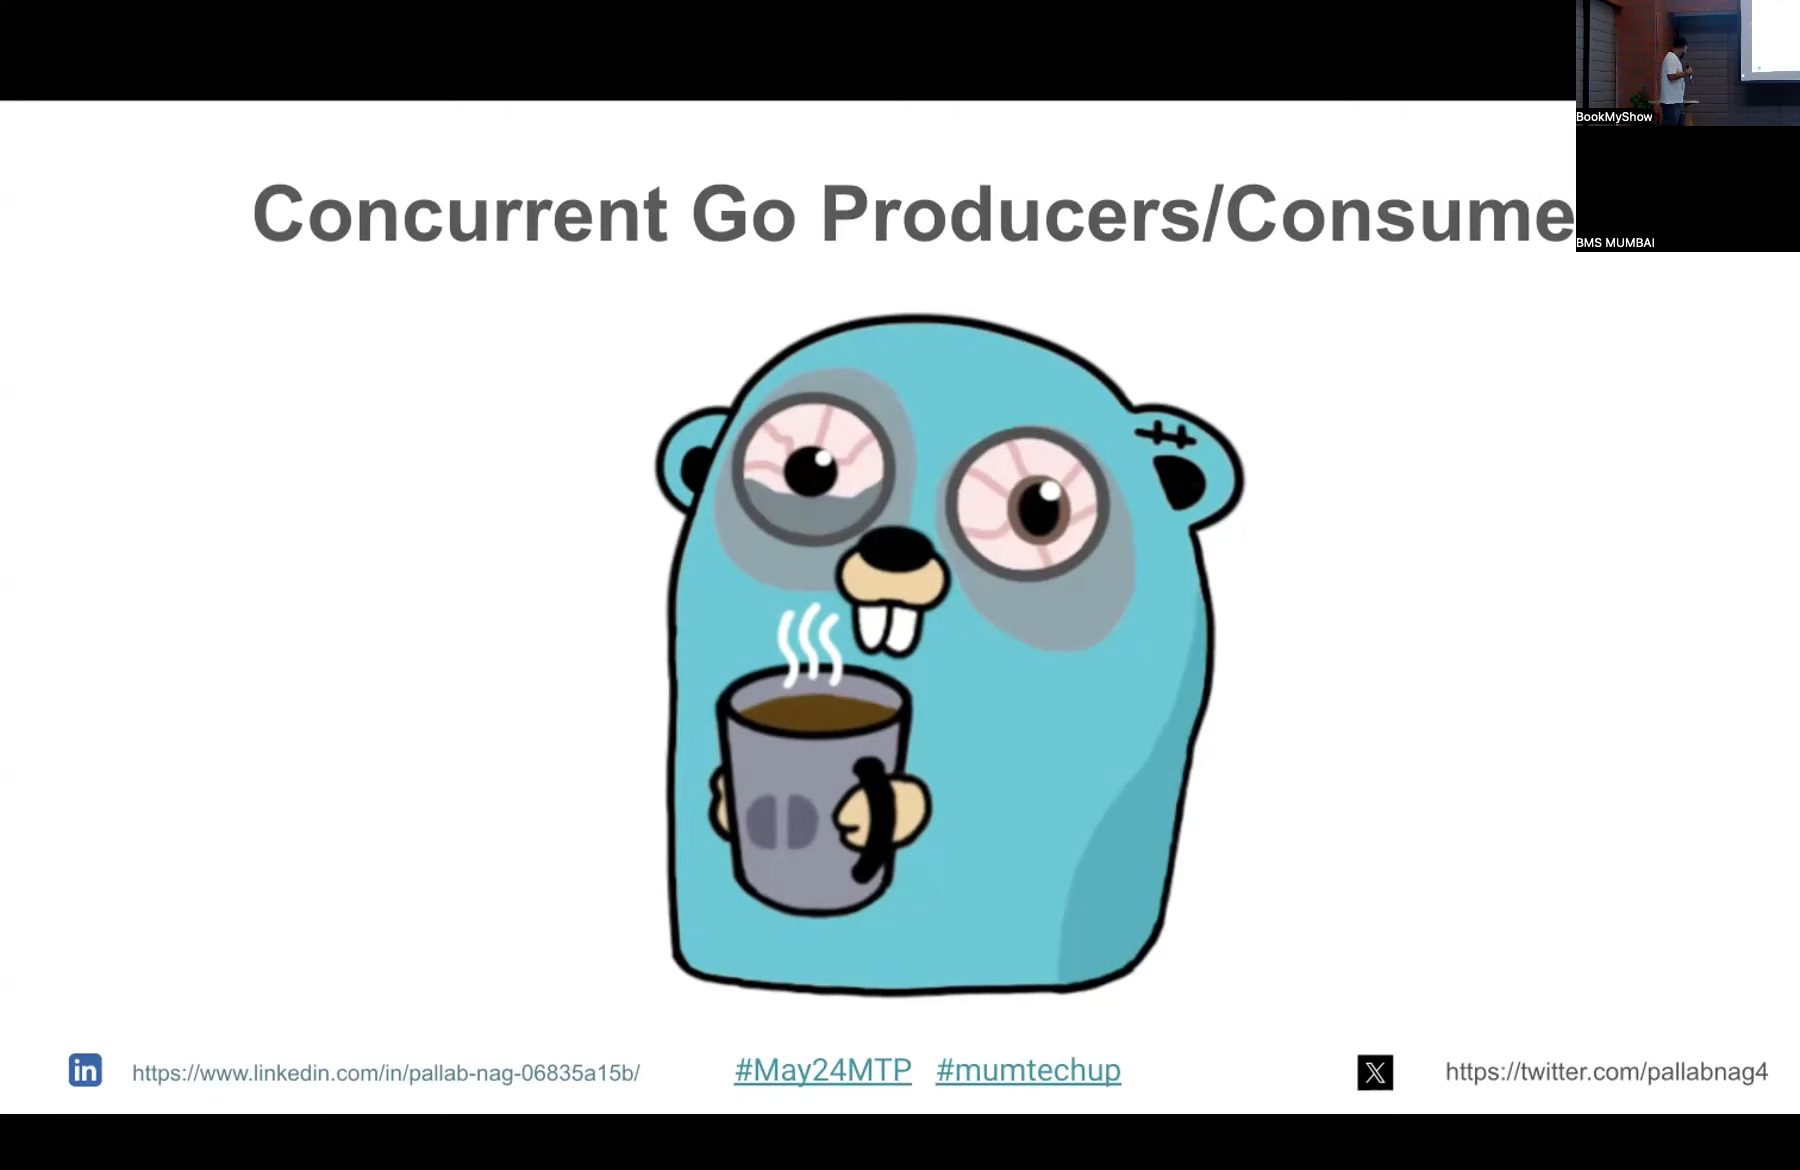 BookMyShow
Concurrent Go Producers/Consume
BMS MUMBAI
in
https://www.linkedin.com/in/pallab-nag-06835a15b/
#May24MTP #mumtechup
X
https://twitter.com/pallabnag4